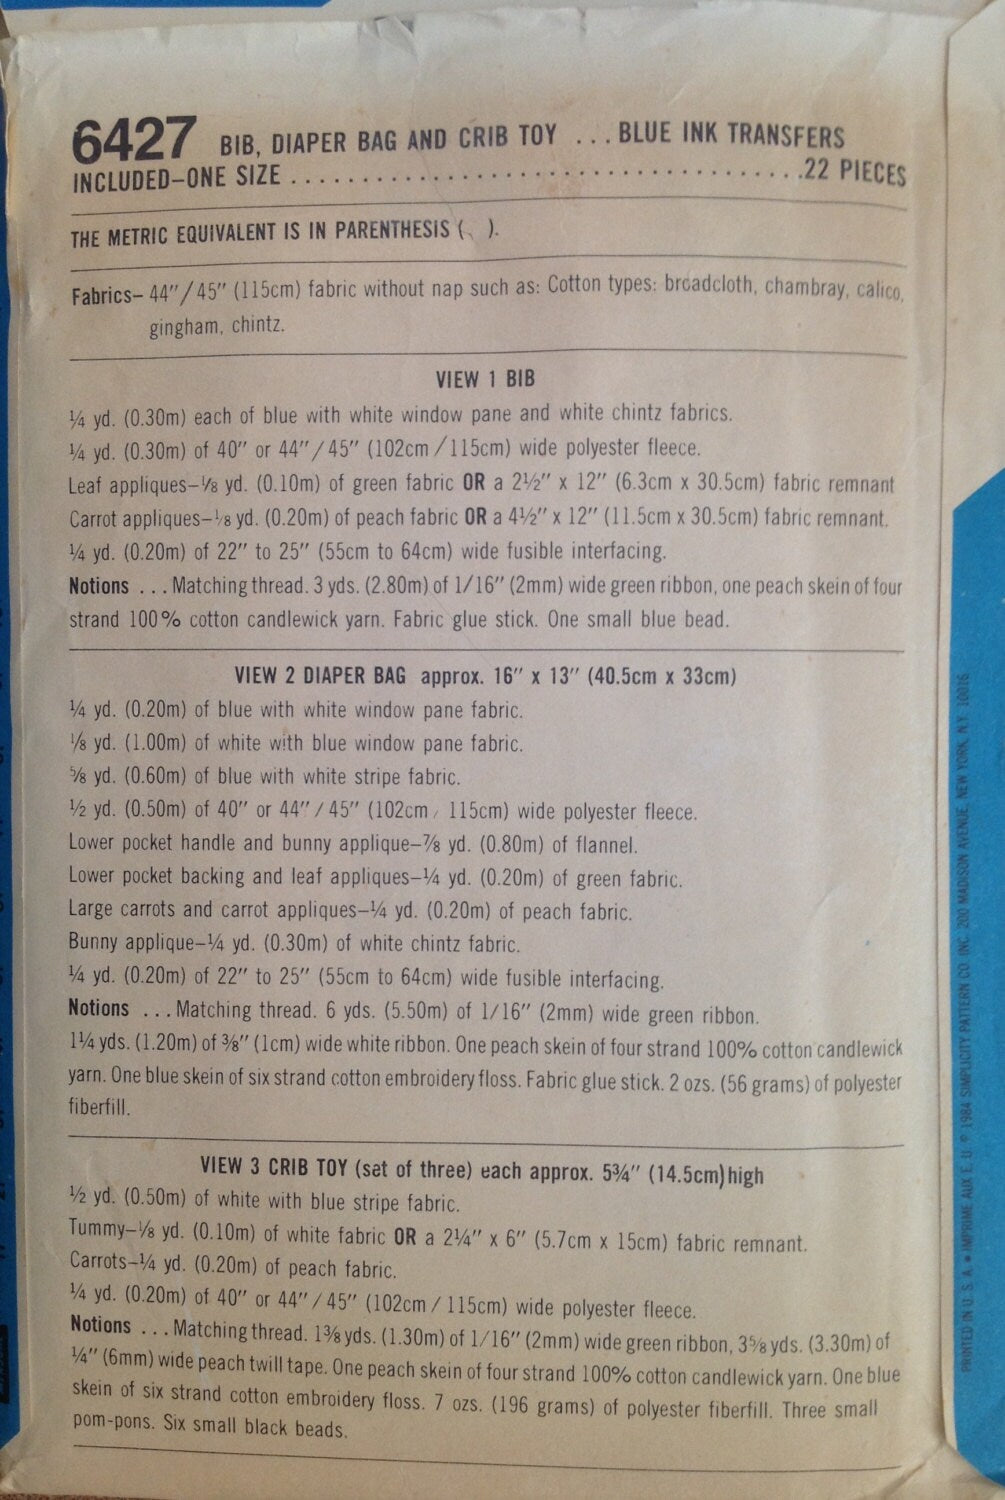 6427 BIB, DIAPER BAG AND CRIB TOY ... BLUE INK TRANSFERS
INCLUDED–ONE SIZE ........................................22 PIECES
THE METRIC EQUIVALENT IS IN PARENTHESIS ( ).
Fabrics– 44″/45″ (115cm) fabric without nap such as: Cotton types: broadcloth, chambray, calico,
gingham, chintz.
VIEW 1 BIB
¼ yd. (0.30m) each of blue with white window pane and white chintz fabrics.
¼ yd. (0.30m) of 40″ or 44″/45″ (102cm/115cm) wide polyester fleece.
Leaf appliques–⅛ yd. (0.10m) of green fabric OR a 2½″ x 12″ (6.3cm x 30.5cm) fabric remnant
Carrot appliques–⅛ yd. (0.20m) of peach fabric OR a 4½″ x 12″ (11.5cm x 30.5cm) fabric remnant.
¼ yd. (0.20m) of 22″ to 25″ (55cm to 64cm) wide fusible interfacing.
Notions ... Matching thread. 3 yds. (2.80m) of 1/16″ (2mm) wide green ribbon, one peach skein of four
strand 100% cotton candlewick yarn. Fabric glue stick. One small blue bead.
VIEW 2 DIAPER BAG approx. 16″ x 13″ (40.5cm x 33cm)
¼ yd. (0.20m) of blue with white window pane fabric.
⅛ yd. (1.00m) of white with blue window pane fabric.
⅝ yd. (0.60m) of blue with white stripe fabric.
½ yd. (0.50m) of 40″ or 44″/45″ (102cm/115cm) wide polyester fleece.
Lower pocket handle and bunny applique–⅞ yd. (0.80m) of flannel.
Lower pocket backing and leaf appliques–¼ yd. (0.20m) of green fabric.
Large carrots and carrot appliques–¼ yd. (0.20m) of peach fabric.
Bunny applique–¼ yd. (0.30m) of white chintz fabric.
¼ yd. (0.20m) of 22″ to 25″ (55cm to 64cm) wide fusible interfacing.
Notions ... Matching thread. 6 yds. (5.50m) of 1/16″ (2mm) wide green ribbon.
1¼ yds. (1.20m) of ⅜″ (1cm) wide white ribbon. One peach skein of four strand 100% cotton candlewick
yarn. One blue skein of six strand cotton embroidery floss. Fabric glue stick. 2 ozs. (56 grams) of polyester
fiberfill.
VIEW 3 CRIB TOY (set of three) each approx. 5¾″ (14.5cm) high
½ yd. (0.50m) of white with blue stripe fabric.
Tummy–⅛ yd. (0.10m) of white fabric OR a 2¼″ x 6″ (5.7cm x 15cm) fabric remnant.
Carrots–¼ yd. (0.20m) of peach fabric.
¼ yd. (0.20m) of 40″ or 44″/45″ (102cm/115cm) wide polyester fleece.
Notions ... Matching thread. 1⅜ yds. (1.30m) of 1/16″ (2mm) wide green ribbon, 3⅝ yds. (3.30m) of
¼″ (6mm) wide peach twill tape. One peach skein of four strand 100% cotton candlewick yarn. One blue
skein of six strand cotton embroidery floss. 7 ozs. (196 grams) of polyester fiberfill. Three small
pom-pons. Six small black beads.
PRINTED IN U.S.A. • IMPRIME AUX E.U. © 1984 SIMPLICITY PATTERN CO. INC. 200 MADISON AVENUE, NEW YORK, N.Y. 10016